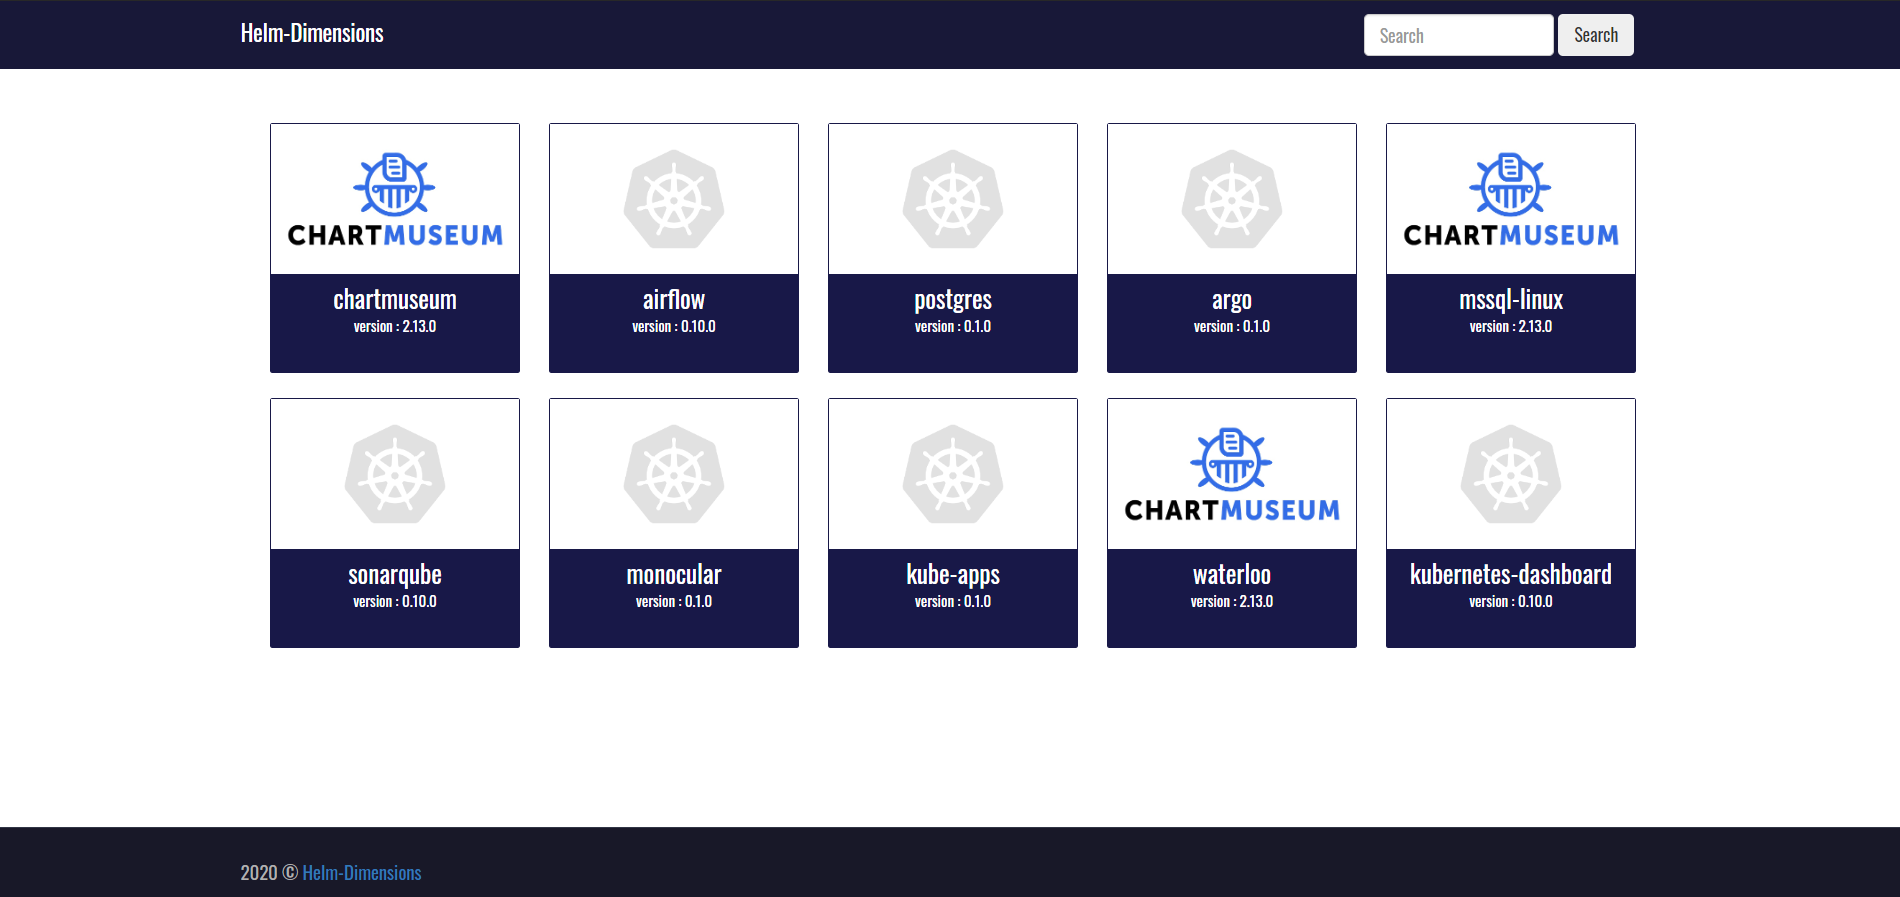 Helm-Dimensions
Search
Search
CHARTMUSEUM
CHARTMUSEUM
chartmuseum
airflow
postgres
argo
mssql-linux
version : 2.13.0
version : 0.10.0
version : 0.1.0
version : 0.1.0
version : 2.13.0
CHARTMUSEUM
sonarqube
monocular
kube-apps
waterloo
kubernetes-dashboard
version : 0.10.0
version : 0.1.0
version : 0.1.0
version : 2.13.0
version : 0.10.0
2020 © Helm-Dimensions